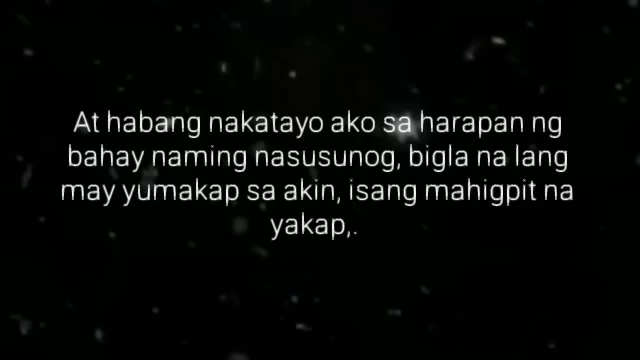 At habang nakatayo ako sa harapan ng
bahay naming nasusunog, bigla na lang
may yumakap sa akin, isang mahigpit na
yakap,.